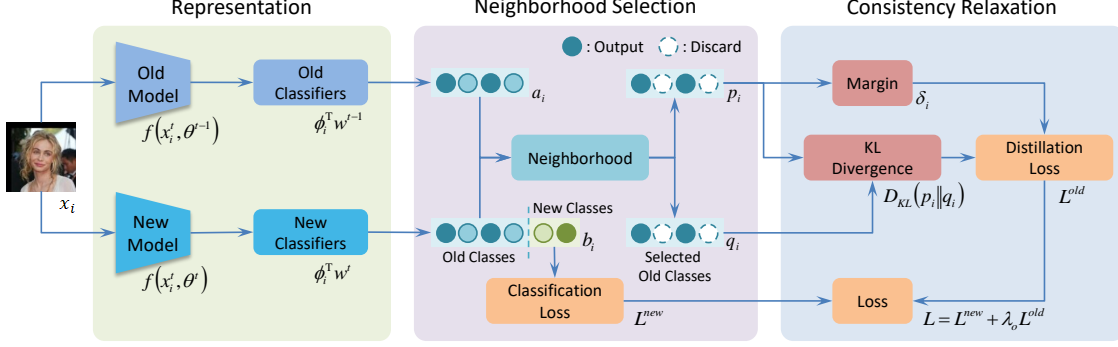 Representation
Neighborhood Selection
Consistency Relaxation
Old
Model
Old
Classifiers
f(x_i^t, θ^{t-1})
ϕ_i^T w^{t-1}
x_i
New
Model
New
Classifiers
f(x_i^t, θ^t)
ϕ_i^T w^t
: Output
: Discard
a_i
p_i
Neighborhood
New Classes
b_i
q_i
Old Classes
Selected
Old Classes
Classification
Loss
L^{new}
Margin
δ_i
KL
Divergence
D_{KL}(p_i‖q_i)
Distillation
Loss
L^{old}
Loss
L = L^{new} + λ_o L^{old}